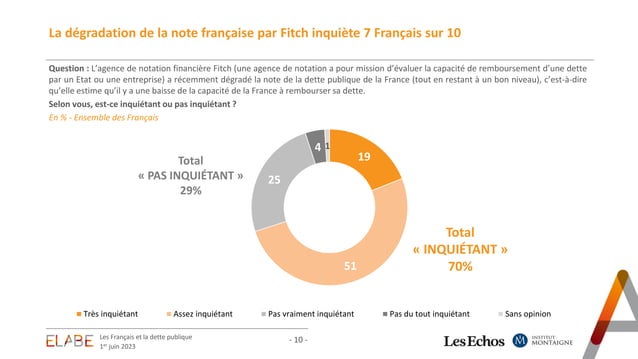 La dégradation de la note française par Fitch inquiète 7 Français sur 10
Question : L'agence de notation financière Fitch (une agence de notation a pour mission d'évaluer la capacité de remboursement d'une dette
par un Etat ou une entreprise) a récemment dégradé la note de la dette publique de la France (tout en restant à un bon niveau), c'est-à-dire
qu'elle estime qu'il y a une baisse de la capacité de la France à rembourser sa dette.
Selon vous, est-ce inquiétant ou pas inquiétant ?
En % - Ensemble des Français
Total
« PAS INQUIÉTANT »
29%
4
1
19
25
51
Total
« INQUIÉTANT »
70%
Très inquiétant
Assez inquiétant
Pas vraiment inquiétant
Pas du tout inquiétant
Sans opinion
ELABE
Les Français et la dette publique
1er juin 2023
- 10 -
Les Echos
INSTITUT
MONTAIGNE